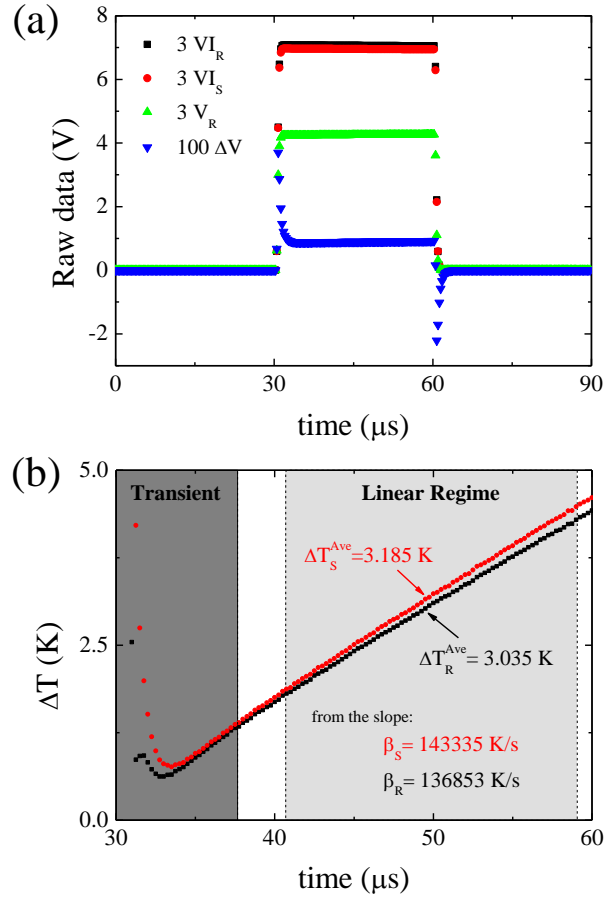 (a)
8
6
4
2
0
-2
Raw data (V)
3 VI_R
3 VI_S
3 V_R
100 ΔV
0 30 60 90
time (μs)
(b)
5.0
2.5
0.0
ΔT (K)
Transient
Linear Regime
ΔT_S^Ave = 3.185 K
ΔT_R^Ave = 3.035 K
from the slope:
β_S = 143335 K/s
β_R = 136853 K/s
30 40 50 60
time (μs)